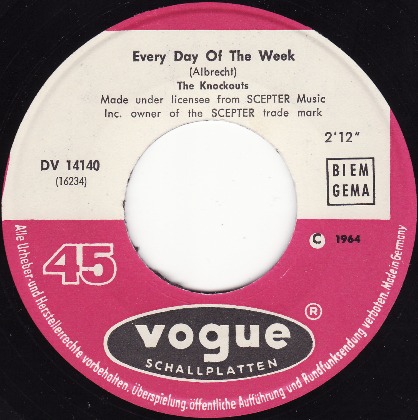 Every Day Of The Week
(Albrecht)
The Knockouts
Made under licensee from SCEPTER Music
Inc. owner of the SCEPTER trade mark
2'12"
DV 14140
(16234)
BIEM
GEMA
45
C 1964
vogue ®
SCHALLPLATTEN
Alle Urheber- und Herstellerrechte vorbehalten. Überspielung, öffentliche Aufführung und Rundfunksendung verboten. Made in Germany